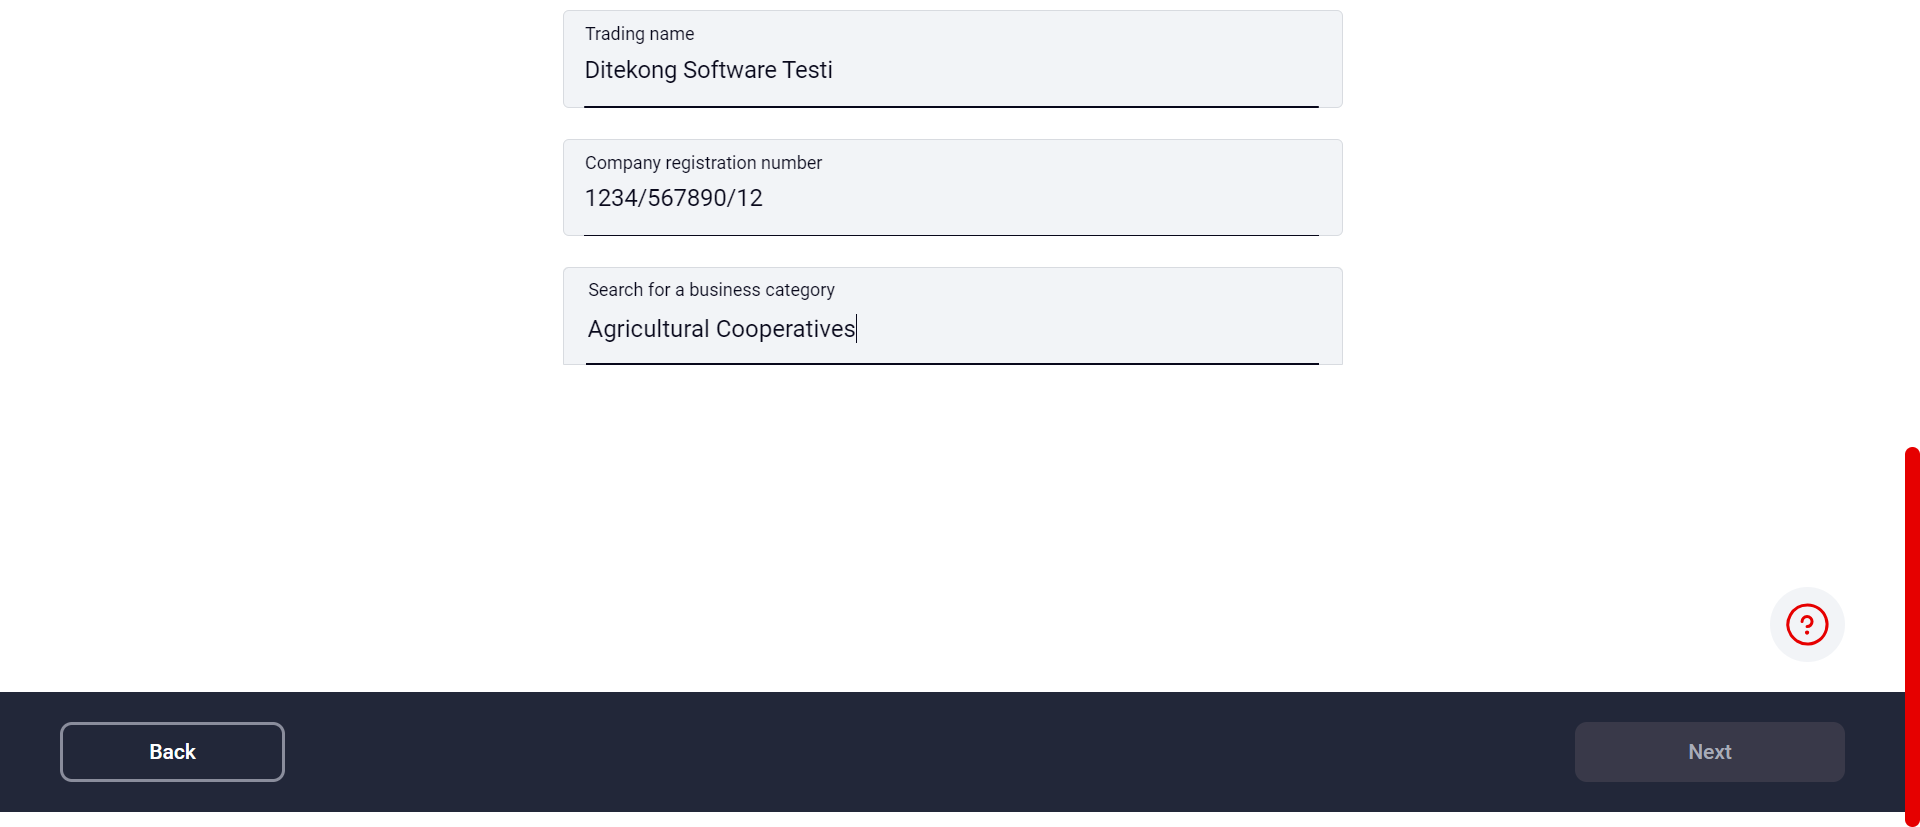 Trading name
Ditekong Software Testi
Company registration number
1234/567890/12
Search for a business category
Agricultural Cooperatives
?
Back
Next